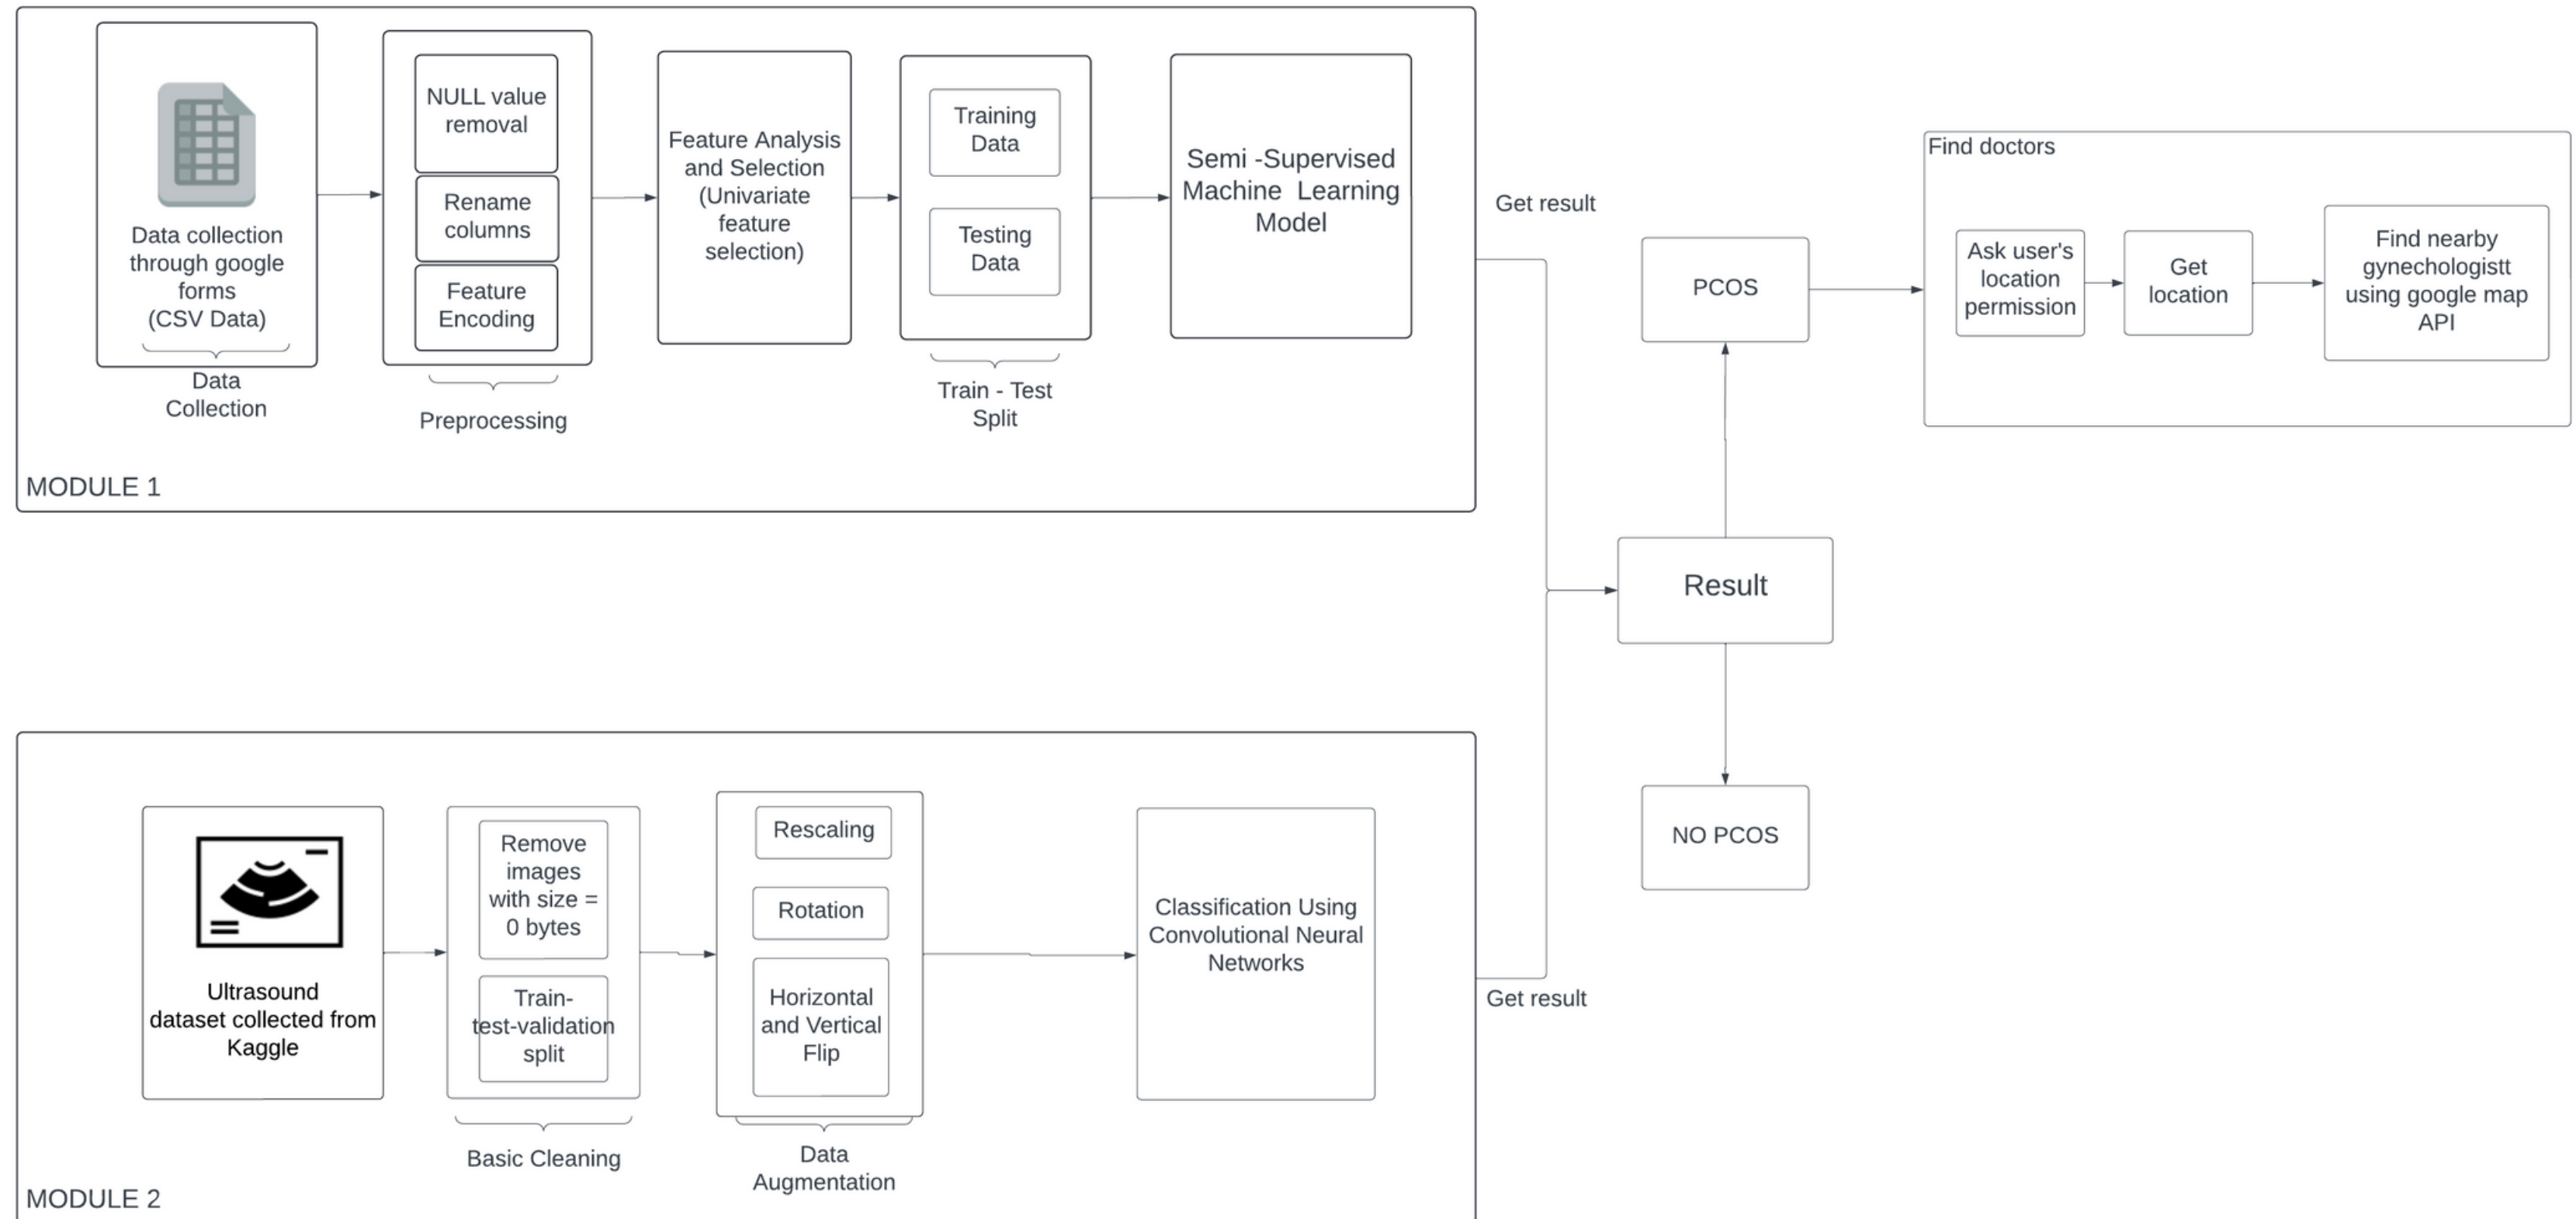 Data collection
through google
forms
(CSV Data)
Data
Collection
NULL value
removal
Rename
columns
Feature
Encoding
Preprocessing
Feature Analysis
and Selection
(Univariate
feature
selection)
Training
Data
Testing
Data
Train - Test
Split
Semi -Supervised
Machine Learning
Model
MODULE 1
Get result
PCOS
Find doctors
Ask user's
location
permission
Get
location
Find nearby
gynechologistt
using google map
API
Result
NO PCOS
Ultrasound
dataset collected from
Kaggle
Remove
images
with size =
0 bytes
Train-
test-validation
split
Basic Cleaning
Rescaling
Rotation
Horizontal
and Vertical
Flip
Data
Augmentation
Classification Using
Convolutional Neural
Networks
Get result
MODULE 2